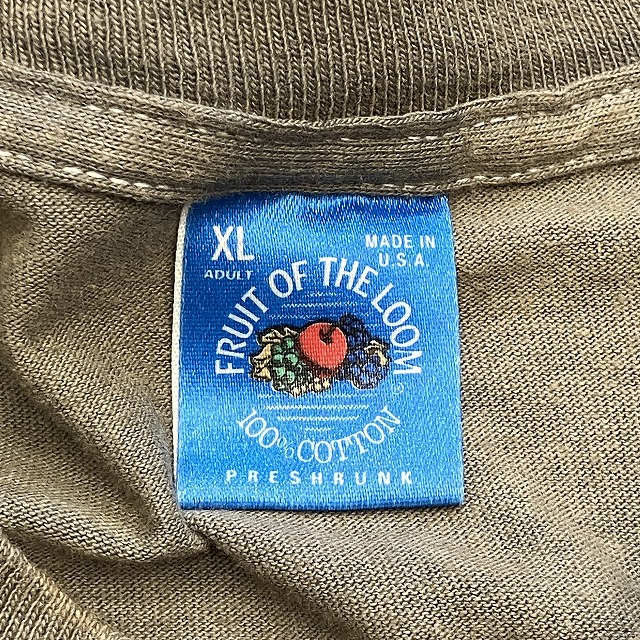 XL
ADULT
MADE IN
U.S.A.
FRUIT OF THE LOOM
®
100% COTTON
PRESHRUNK